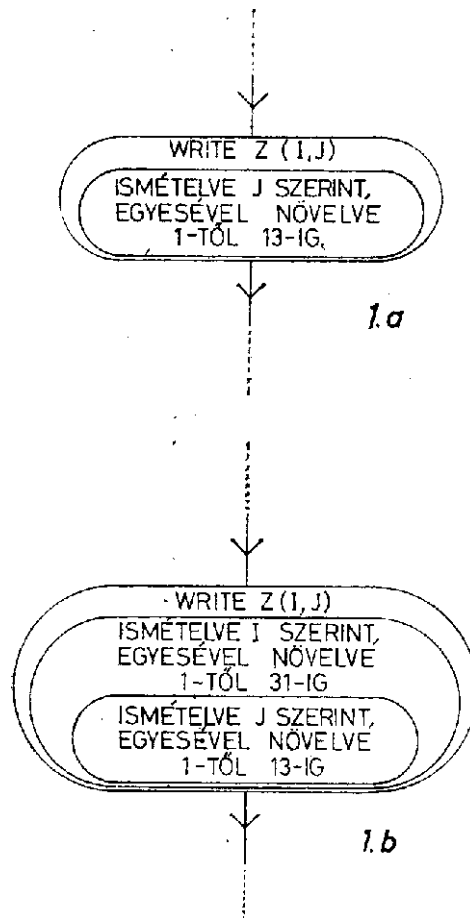 WRITE Z (I,J)
ISMÉTELVE J SZERINT,
EGYESÉVEL NÖVELVE
1-TŐL 13-IG,
1.a
WRITE Z(I,J)
ISMÉTELVE I SZERINT,
EGYESÉVEL NÖVELVE
1-TŐL 31-IG
ISMÉTELVE J SZERINT,
EGYESÉVEL NÖVELVE
1-TŐL 13-IG
1.b